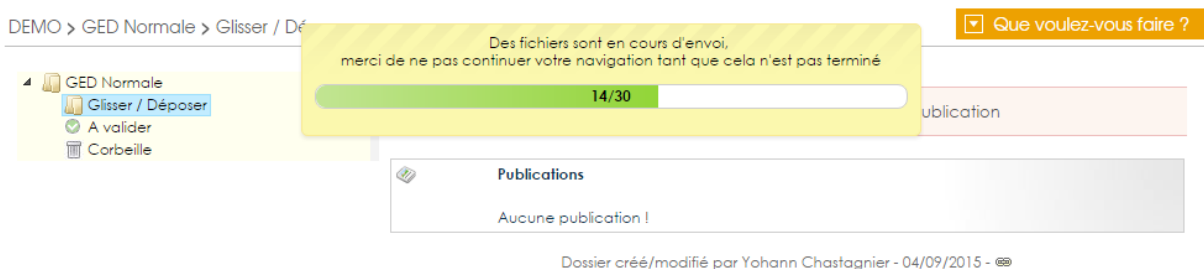 DEMO > GED Normale > Glisser / Dé
Que voulez-vous faire ?
Des fichiers sont en cours d'envoi,
merci de ne pas continuer votre navigation tant que cela n'est pas terminé
14/30
GED Normale
Glisser / Déposer
A valider
Corbeille
ublication
Publications
Aucune publication !
Dossier créé/modifié par Yohann Chastagnier - 04/09/2015 -